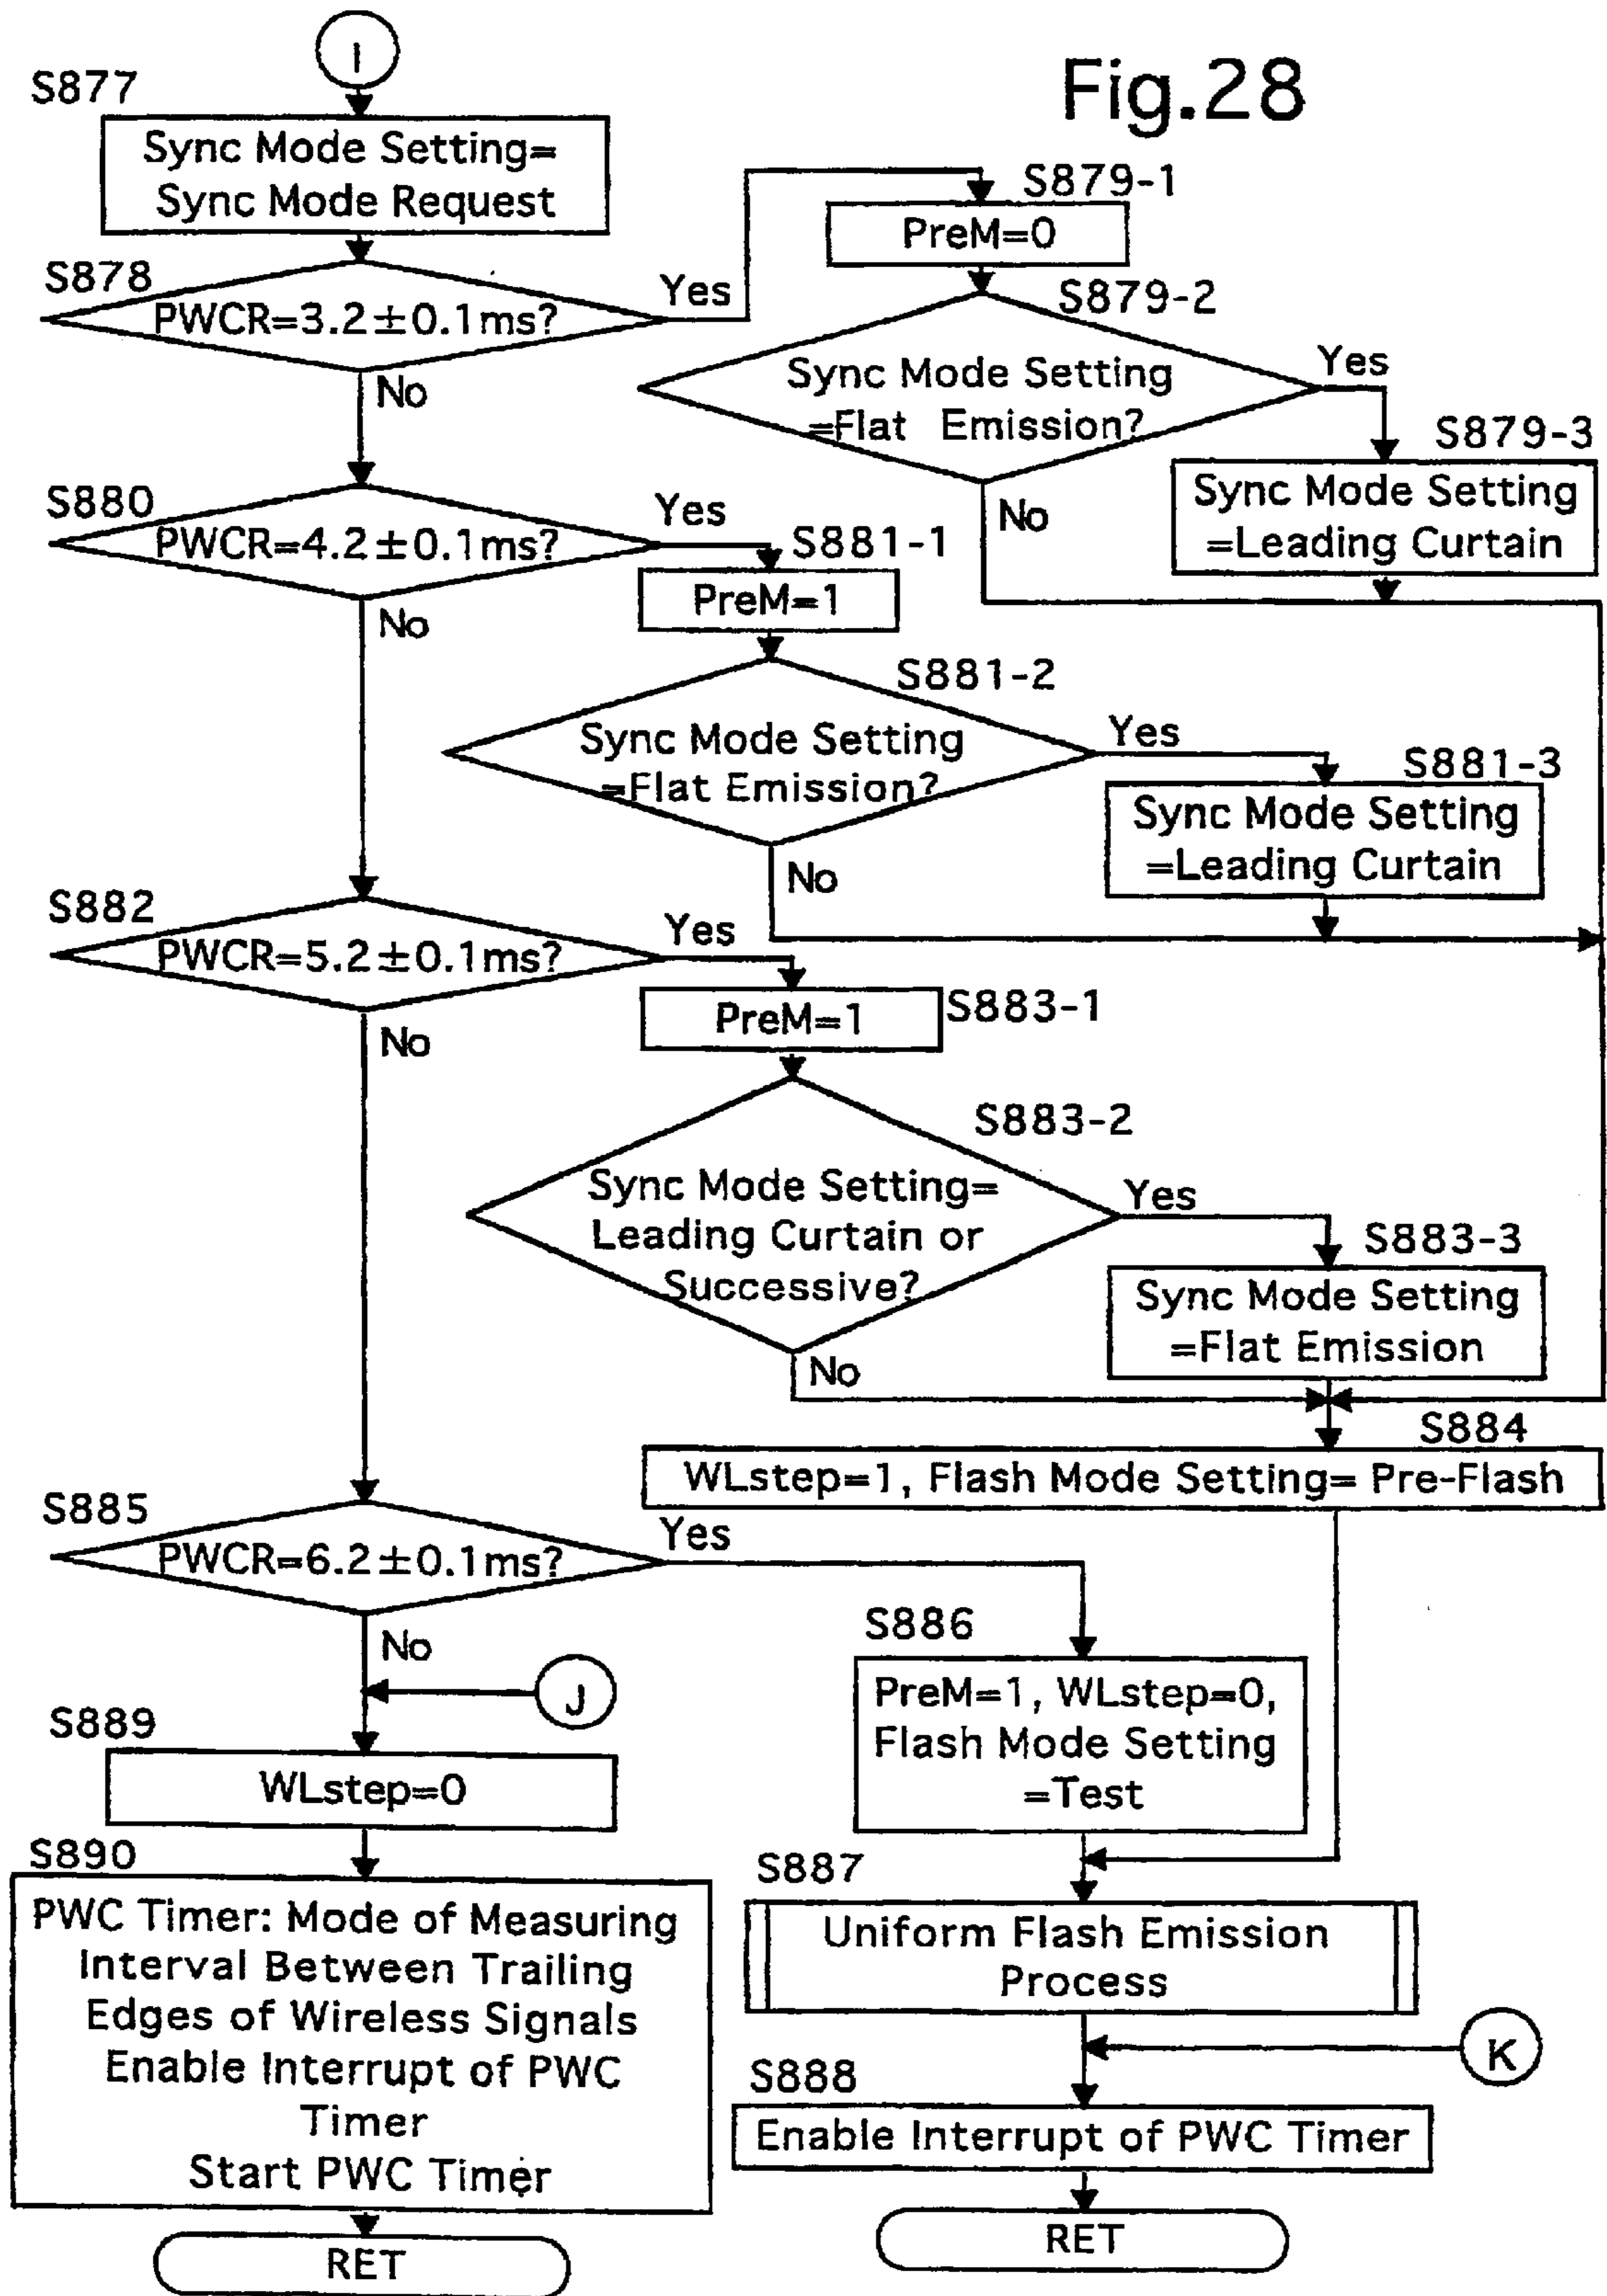 I
Fig.28
S877
Sync Mode Setting=
Sync Mode Request
S878
PWCR=3.2±0.1ms?
Yes
No
S879-1
PreM=0
S879-2
Sync Mode Setting
=Flat Emission?
Yes
No
S879-3
Sync Mode Setting
=Leading Curtain
S880
PWCR=4.2±0.1ms?
Yes
No
S881-1
PreM=1
S881-2
Sync Mode Setting
=Flat Emission?
Yes
No
S881-3
Sync Mode Setting
=Leading Curtain
S882
PWCR=5.2±0.1ms?
Yes
No
S883-1
PreM=1
S883-2
Sync Mode Setting=
Leading Curtain or
Successive?
Yes
No
S883-3
Sync Mode Setting
=Flat Emission
S884
WLstep=1, Flash Mode Setting= Pre-Flash
S885
PWCR=6.2±0.1ms?
Yes
No
J
S886
PreM=1, WLstep=0,
Flash Mode Setting
=Test
S889
WLstep=0
S890
PWC Timer: Mode of Measuring
Interval Between Trailing
Edges of Wireless Signals
Enable Interrupt of PWC
Timer
Start PWC Timer
RET
S887
Uniform Flash Emission
Process
K
S888
Enable Interrupt of PWC Timer
RET